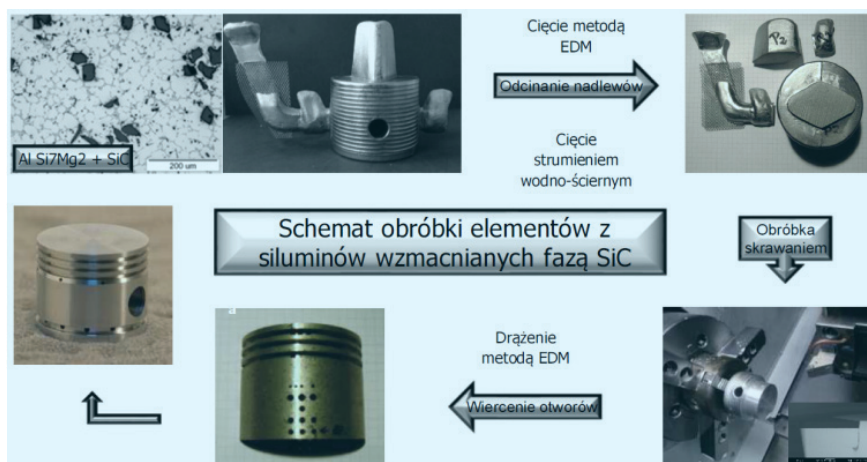 Al Si7Mg2 + SiC
200 um
Cięcie metodą
EDM
Odcinanie nadlewów
Cięcie
strumieniem
wodno-ściernym
P2
Schemat obróbki elementów z
siluminów wzmacnianych fazą SiC
Obróbka
skrawaniem
Drążenie
metodą EDM
Wiercenie otworów